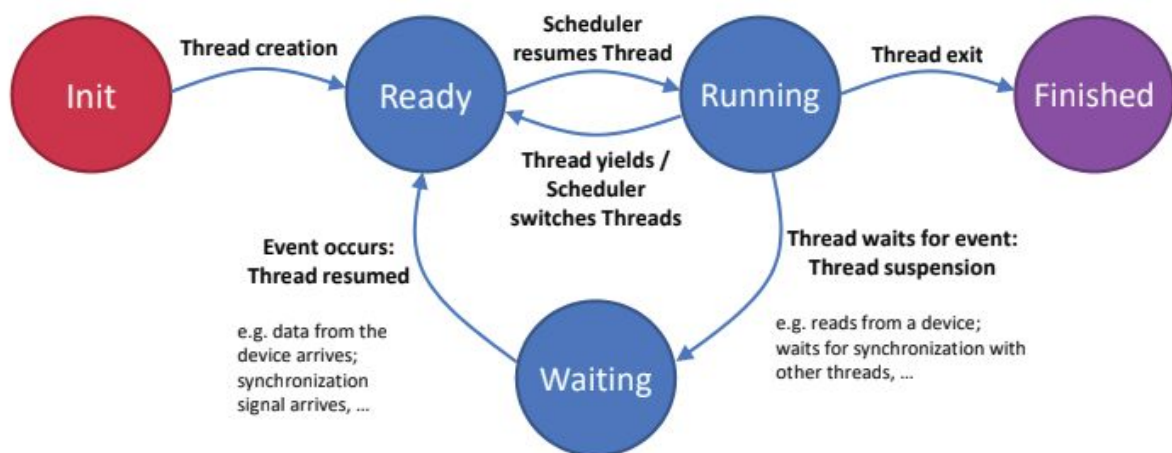 Init
Thread creation
Ready
Scheduler
resumes Thread
Running
Thread exit
Finished
Thread yields /
Scheduler
switches Threads
Event occurs:
Thread resumed
e.g. data from the
device arrives;
synchronization
signal arrives, ...
Thread waits for event:
Thread suspension
e.g. reads from a device;
waits for synchronization with
other threads, ...
Waiting